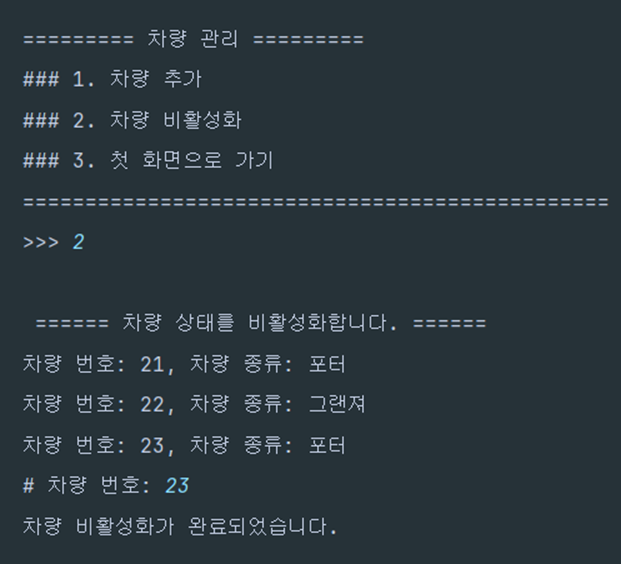 ========= 차량 관리 =========
### 1. 차량 추가
### 2. 차량 비활성화
### 3. 첫 화면으로 가기
===============================================
>>> 2
====== 차량 상태를 비활성화합니다. ======
차량 번호: 21, 차량 종류: 포터
차량 번호: 22, 차량 종류: 그랜져
차량 번호: 23, 차량 종류: 포터
# 차량 번호: 23
차량 비활성화가 완료되었습니다.